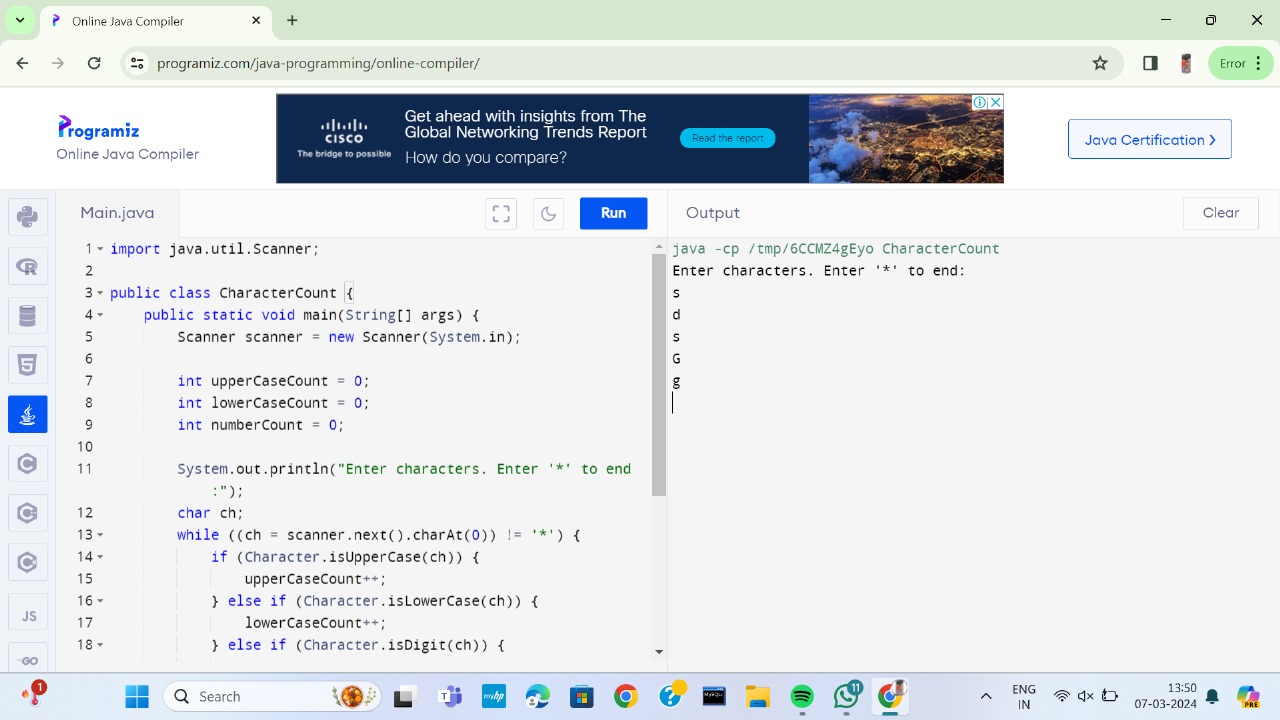 Online Java Compiler
programiz.com/java-programming/online-compiler/
Error
Programiz
Online Java Compiler
CISCO
The bridge to possible
Get ahead with insights from The
Global Networking Trends Report
How do you compare?
Read the report
Java Certification >
Main.java
Run
Output
Clear
1 import java.util.Scanner;
2
3 public class CharacterCount {
4 public static void main(String[] args) {
5 Scanner scanner = new Scanner(System.in);
6
7 int upperCaseCount = 0;
8 int lowerCaseCount = 0;
9 int numberCount = 0;
10
11 System.out.println("Enter characters. Enter '*' to end
:");
12 char ch;
13 while ((ch = scanner.next().charAt(0)) != '*') {
14 if (Character.isUpperCase(ch)) {
15 upperCaseCount++;
16 } else if (Character.isLowerCase(ch)) {
17 lowerCaseCount++;
18 } else if (Character.isDigit(ch)) {
java -cp /tmp/6CCMZ4gEyo CharacterCount
Enter characters. Enter '*' to end:
s
d
s
G
g
JS
GO
1
Search
myhp
MySQL
11
ENG
IN
13:50
07-03-2024
PRE